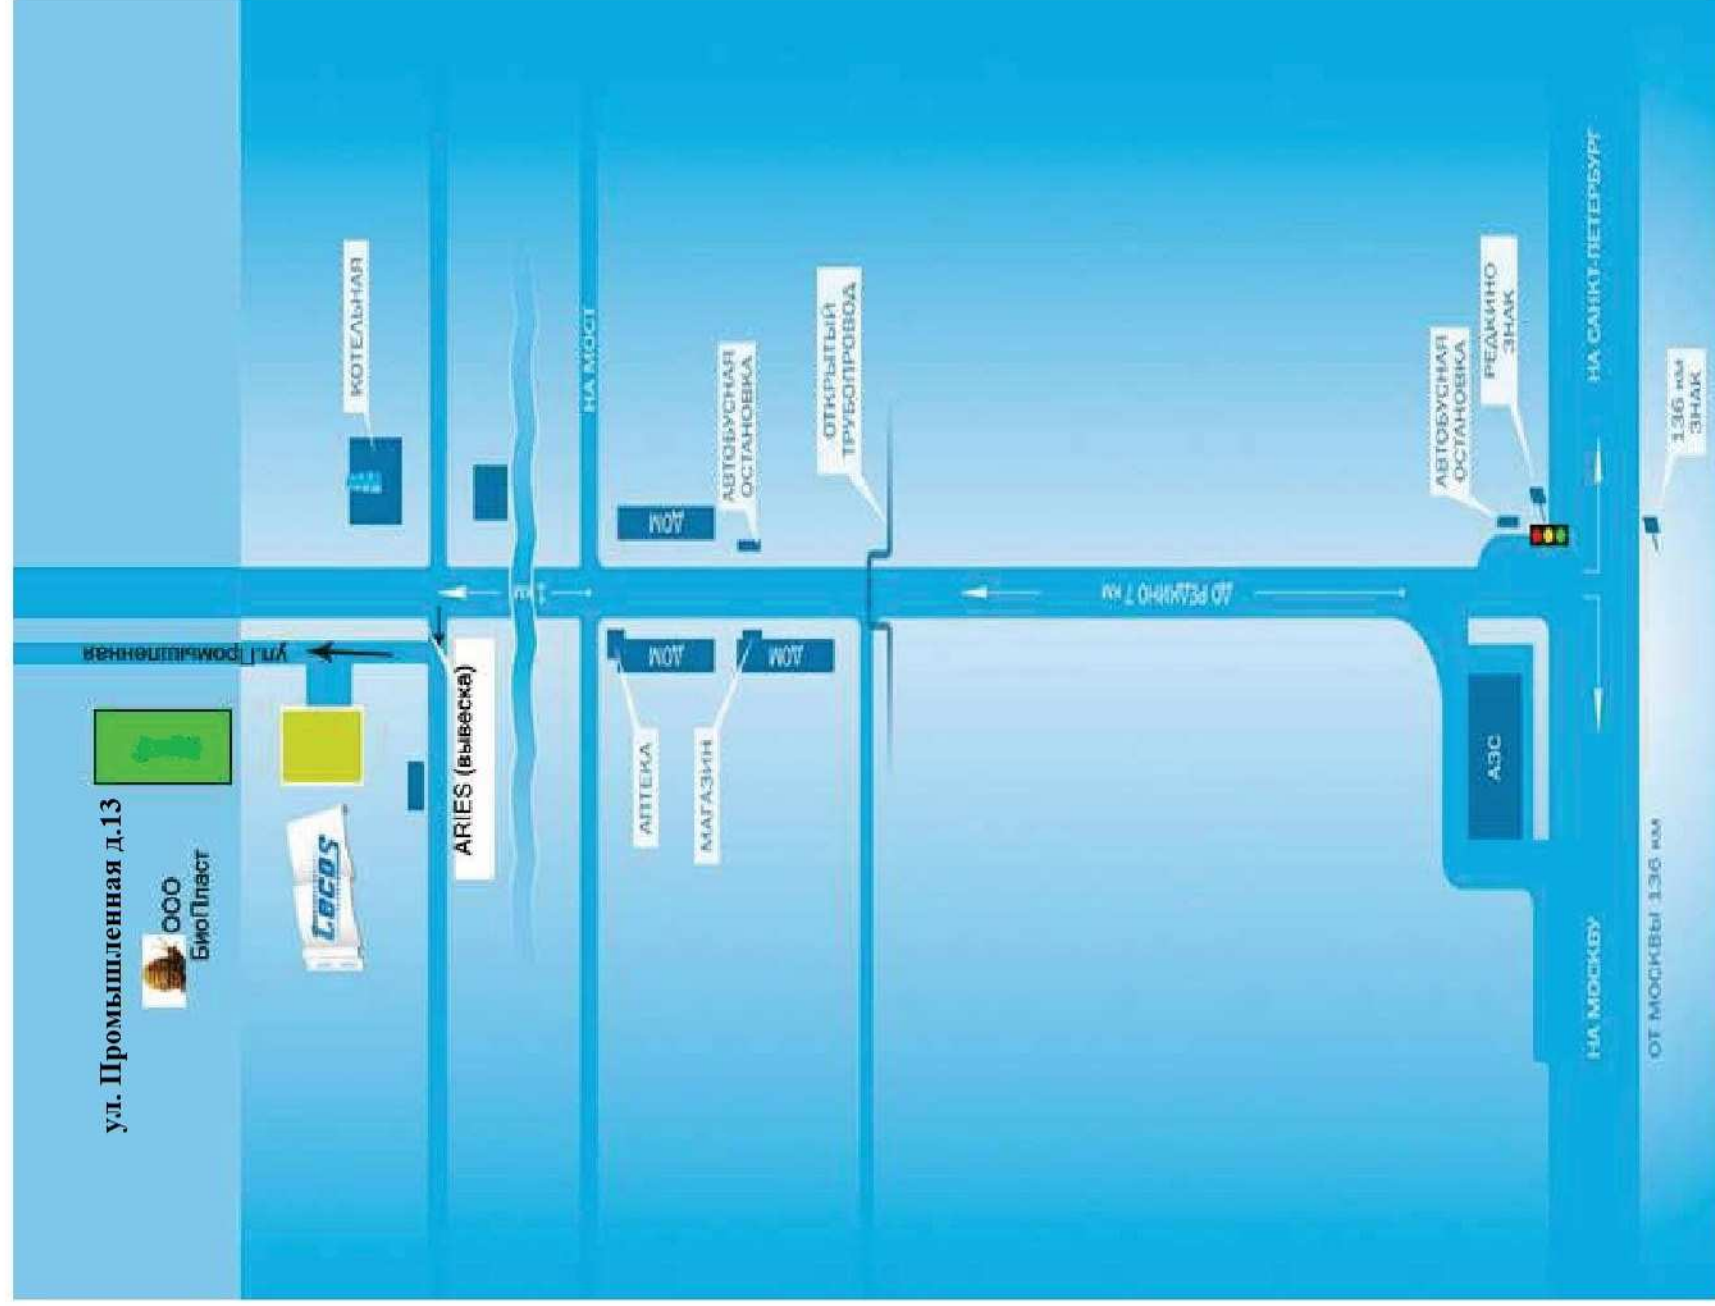 ул. Промышленная д.13
ООО
БиоПласт
ул.Промышленная
Cecos
КОТЕЛЬНАЯ
ARIES (вывеска)
1 КМ
НА МОСТ
ДОМ
ДОМ
ДОМ
АПТЕКА
МАГАЗИН
АВТОБУСНАЯ
ОСТАНОВКА
ОТКРЫТЫЙ
ТРУБОПРОВОД
ДО РЕДКИНО 7 КМ
АВТОБУСНАЯ
ОСТАНОВКА
РЕДКИНО
ЗНАК
АЗС
НА МОСКВУ
НА САНКТ-ПЕТЕРБУРГ
ОТ МОСКВЫ 136 КМ
136 КМ
ЗНАК